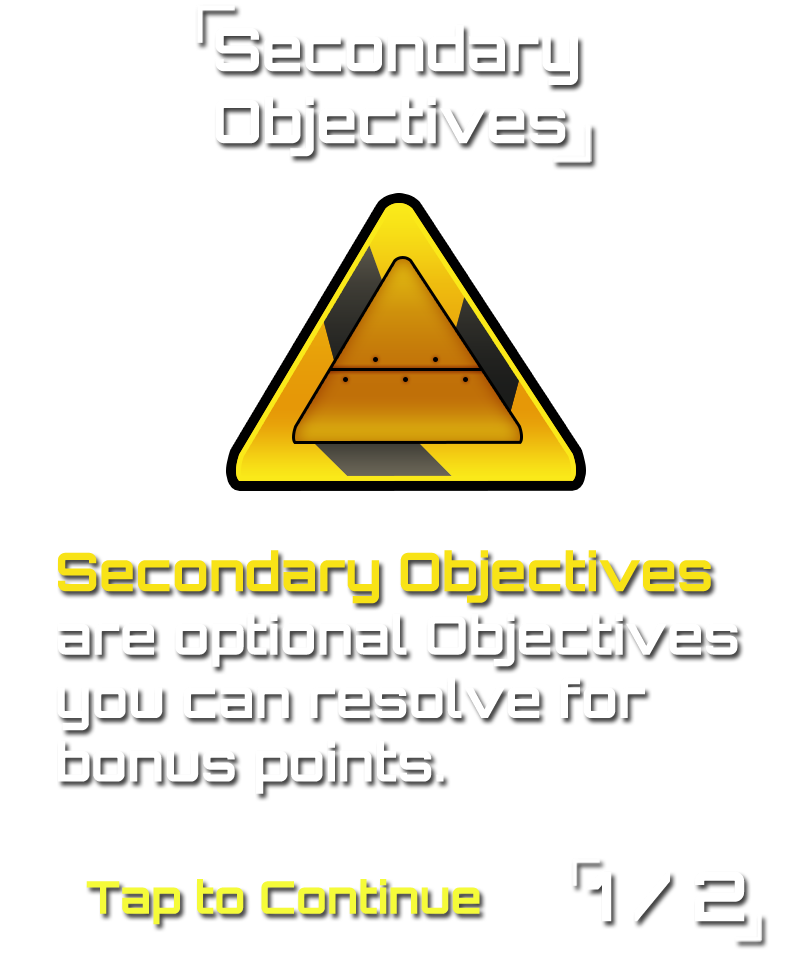 Secondary
Objectives
Secondary Objectives
are optional Objectives
you can resolve for
bonus points.
Tap to Continue
1 / 2